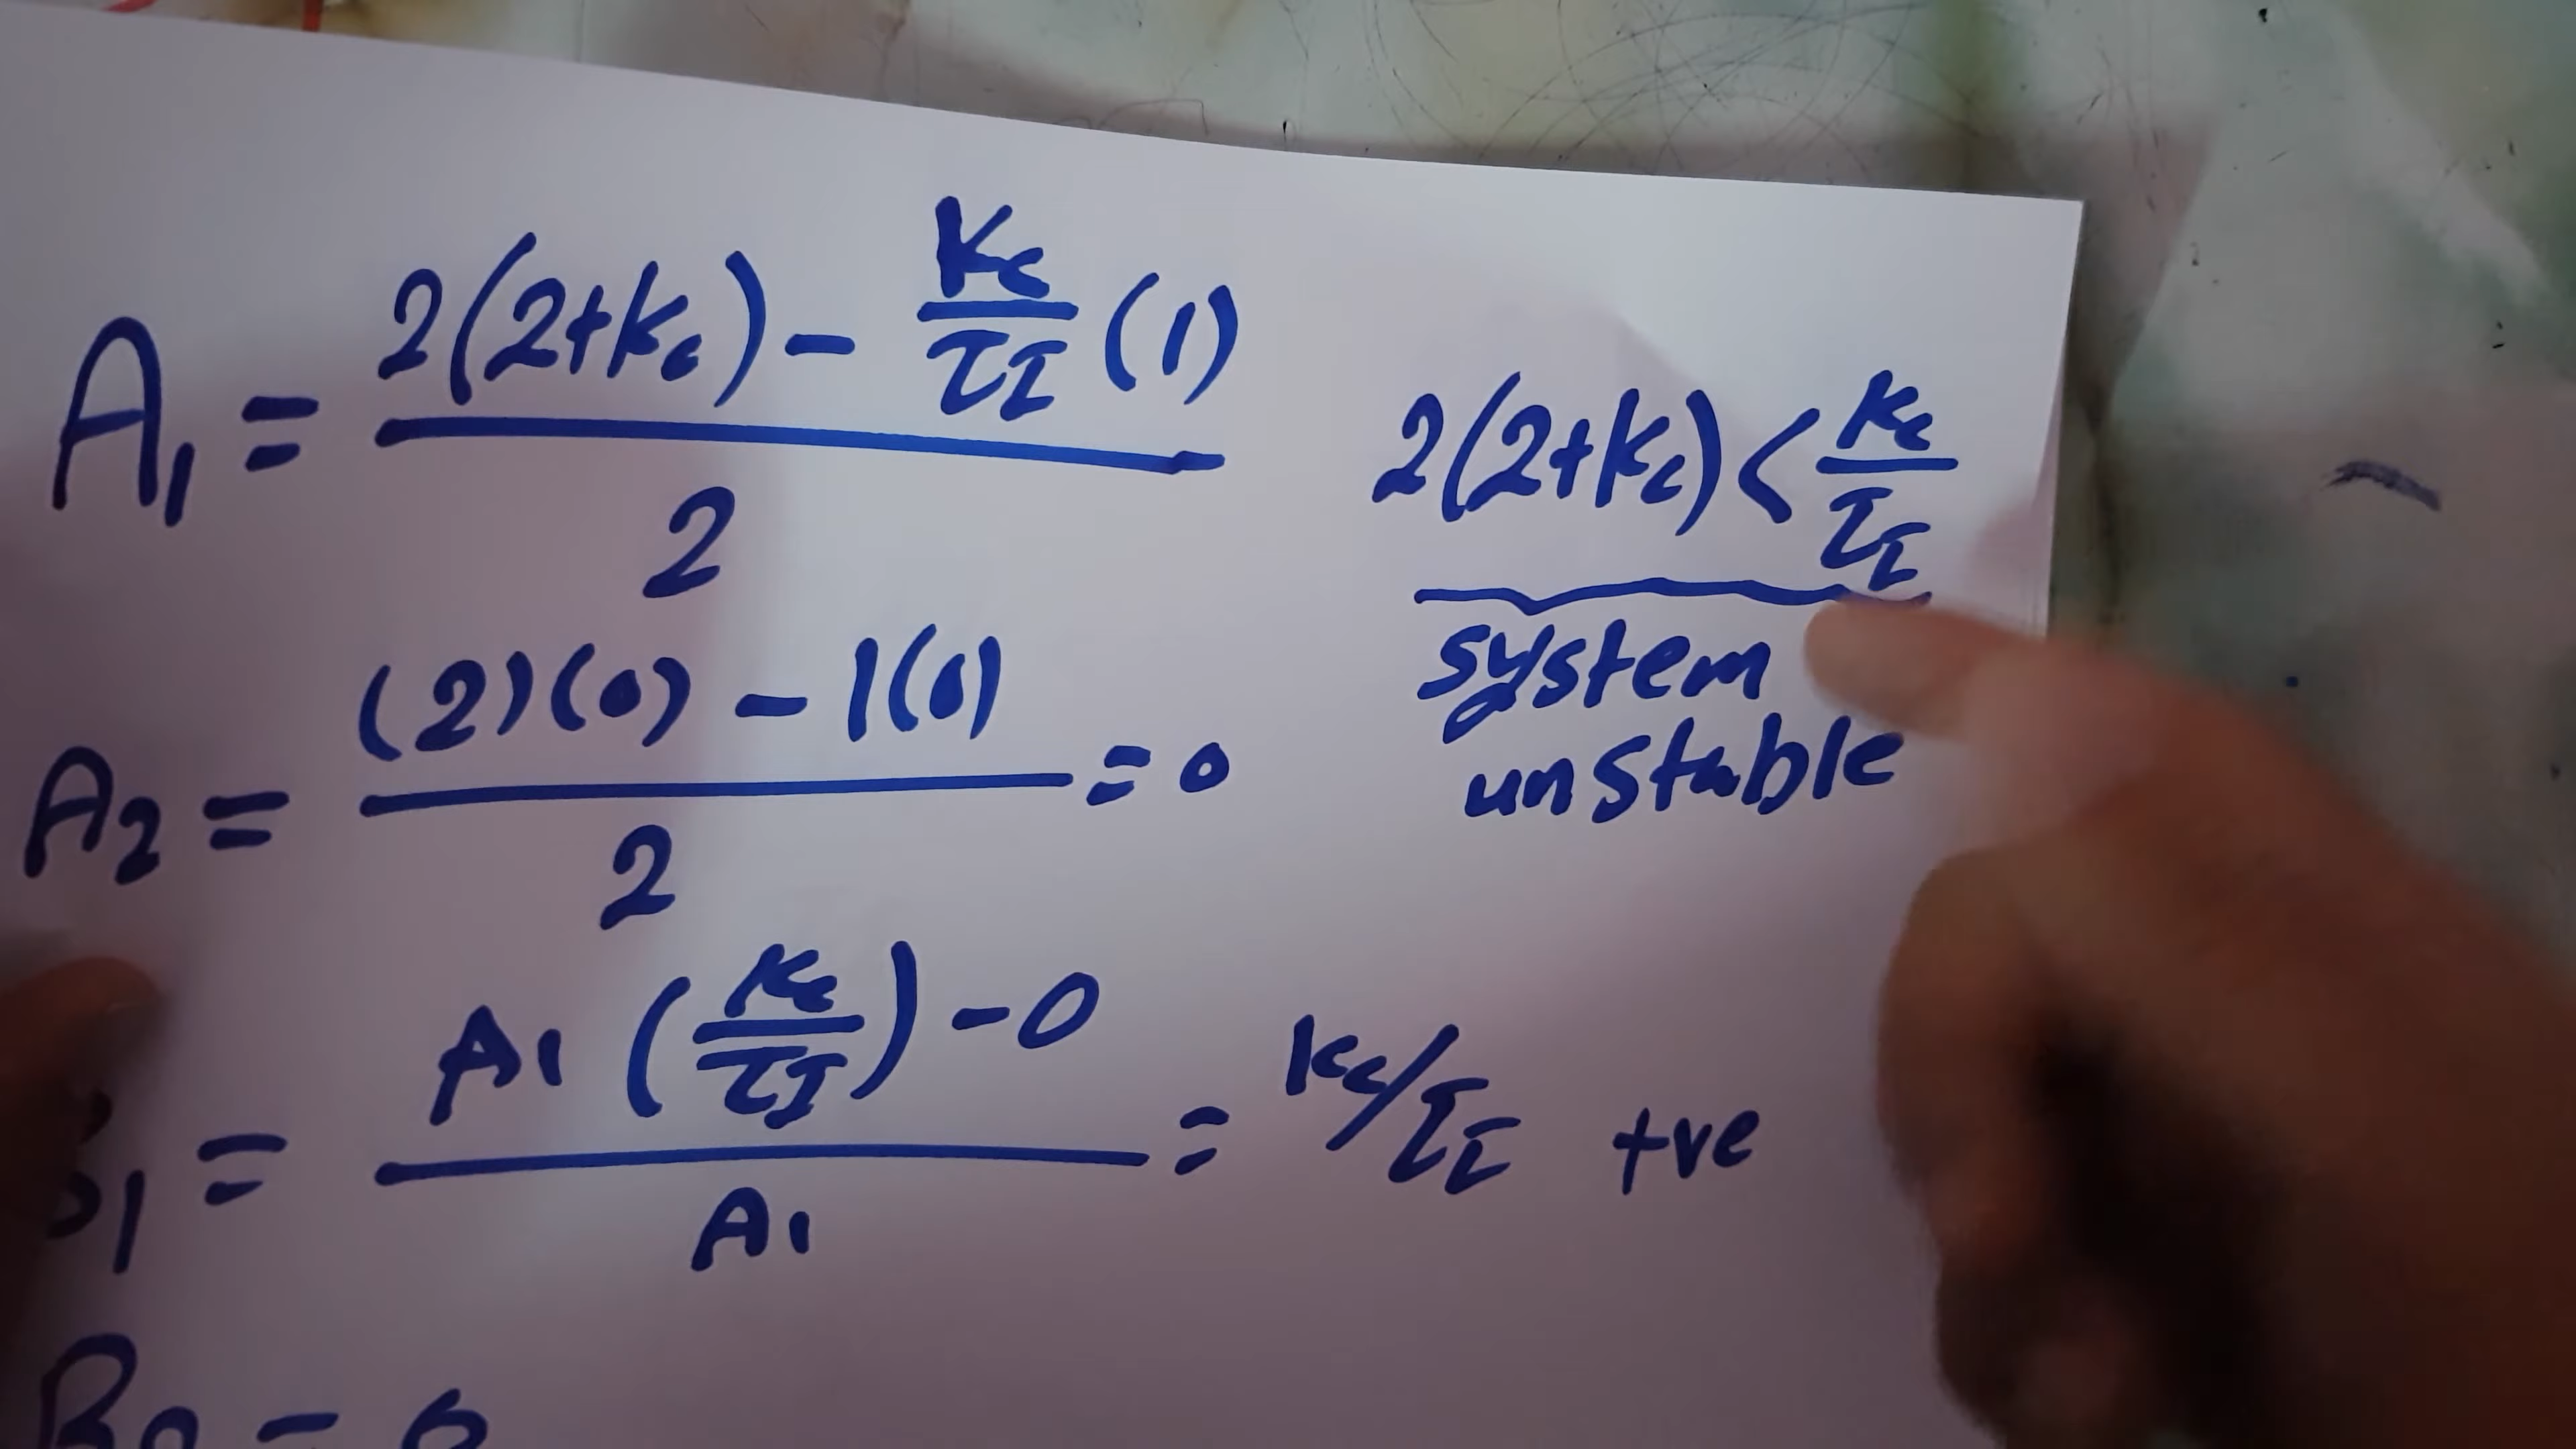 A₁ = (2(2+Kc) - Kc/τI (1))/2
2(2+Kc) < Kc/τI
system
unstable
A₂ = ((2)(0) - 1(0))/2 = 0
= (A₁(Kc/τI) - 0)/A₁ = Kc/τI +ve